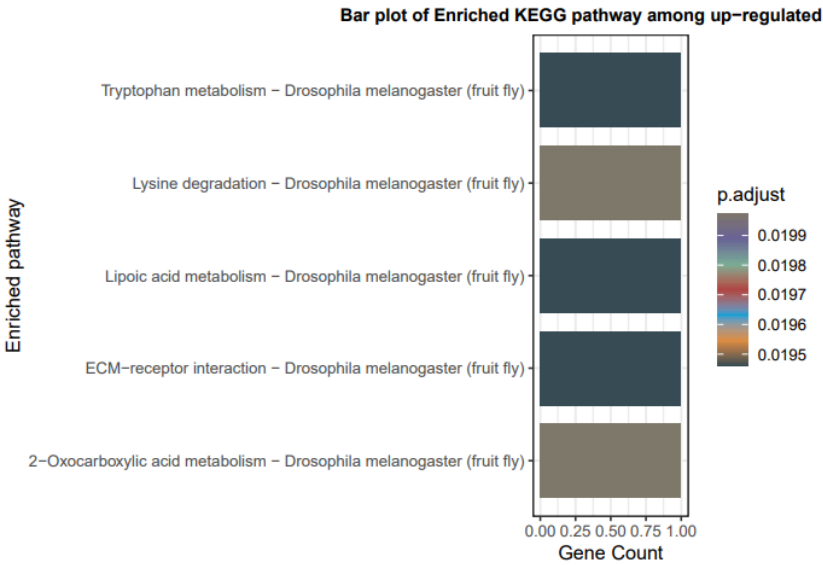 Bar plot of Enriched KEGG pathway among up−regulated
Tryptophan metabolism − Drosophila melanogaster (fruit fly)
Lysine degradation − Drosophila melanogaster (fruit fly)
Lipoic acid metabolism − Drosophila melanogaster (fruit fly)
ECM−receptor interaction − Drosophila melanogaster (fruit fly)
2−Oxocarboxylic acid metabolism − Drosophila melanogaster (fruit fly)
Enriched pathway
0.00 0.25 0.50 0.75 1.00
Gene Count
p.adjust
0.0199
0.0198
0.0197
0.0196
0.0195